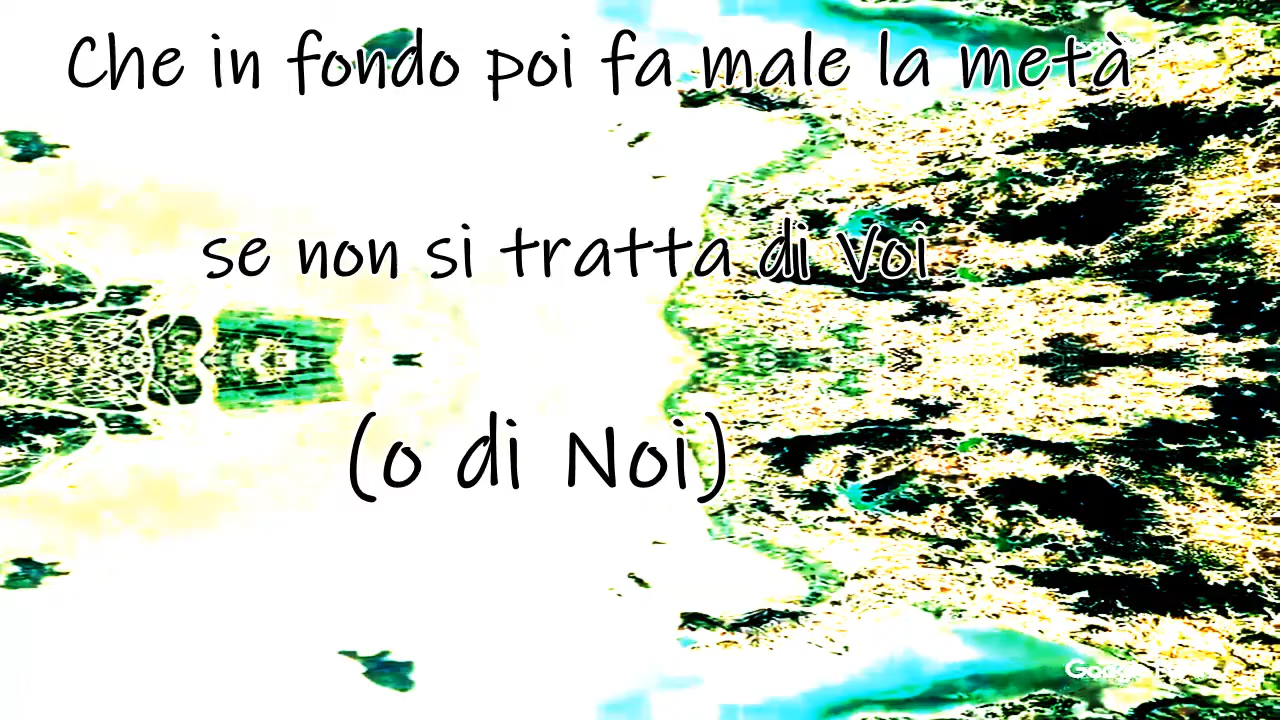 Che in fondo poi fa male la metà
se non si tratta di Voi
(o di Noi)